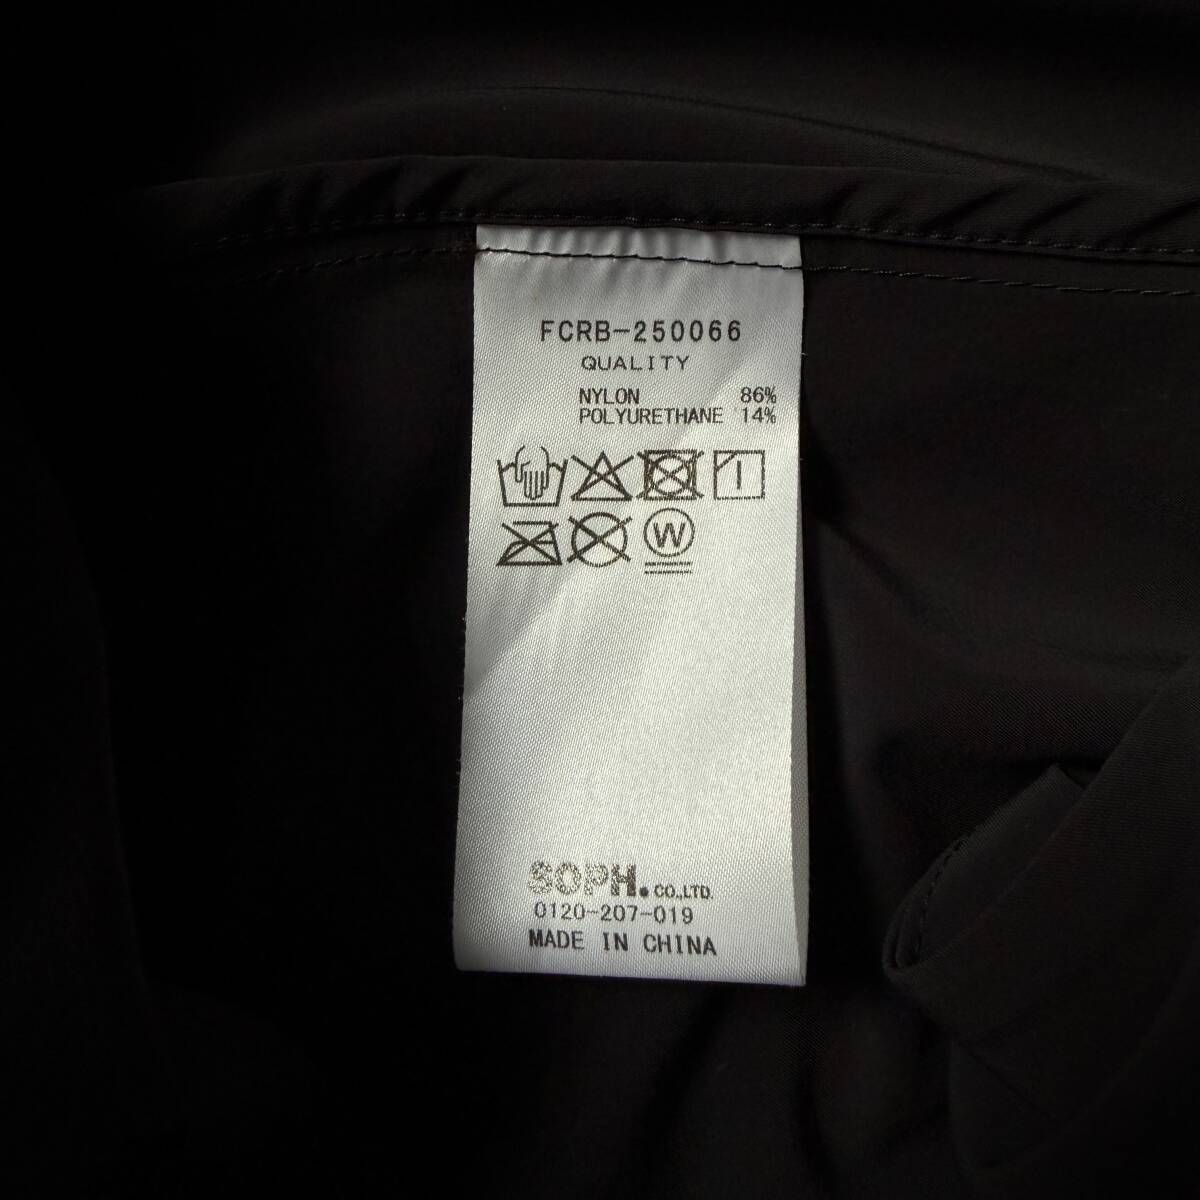 FCRB-250066
QUALITY
NYLON 86%
POLYURETHANE 14%
W
SOPH. CO.,LTD.
0120-207-019
MADE IN CHINA